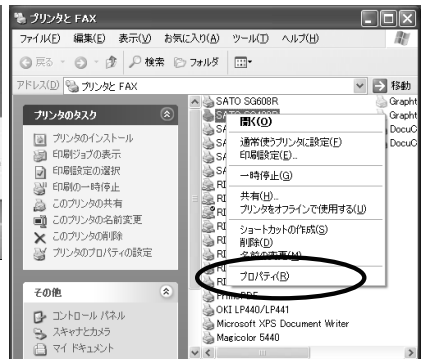 プリンタと FAX
ファイル(F) 編集(E) 表示(V) お気に入り(A) ツール(T) ヘルプ(H)
戻る 検索 フォルダ
アドレス(D) プリンタと FAX 移動
プリンタのタスク
プリンタのインストール
印刷ジョブの表示
印刷設定の選択
印刷の一時停止
このプリンタの共有
このプリンタの名前変更
このプリンタの削除
プリンタのプロパティの設定
その他
コントロール パネル
スキャナとカメラ
マイ ドキュメント
SATO SG608R
開く(O)
通常使うプリンタに設定(F)
印刷設定(E)...
一時停止(G)
共有(H)...
プリンタをオフラインで使用する(U)
ショートカットの作成(S)
削除(D)
名前の変更(M)
プロパティ(R)
OKI LP440/LP441
Microsoft XPS Document Writer
Magicolor 5440
Grapht
Grapht
DocuC
DocuC